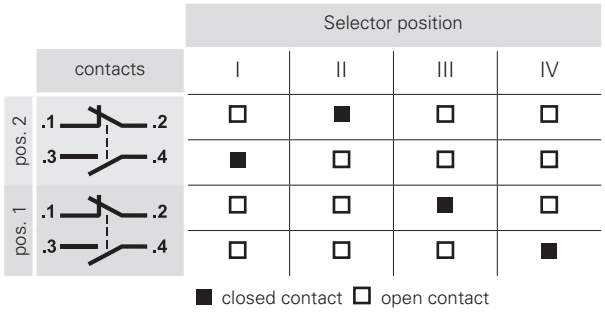 Selector position
contacts I II III IV
pos. 2
.1 .2
.3 .4
pos. 1
.1 .2
.3 .4
closed contact open contact